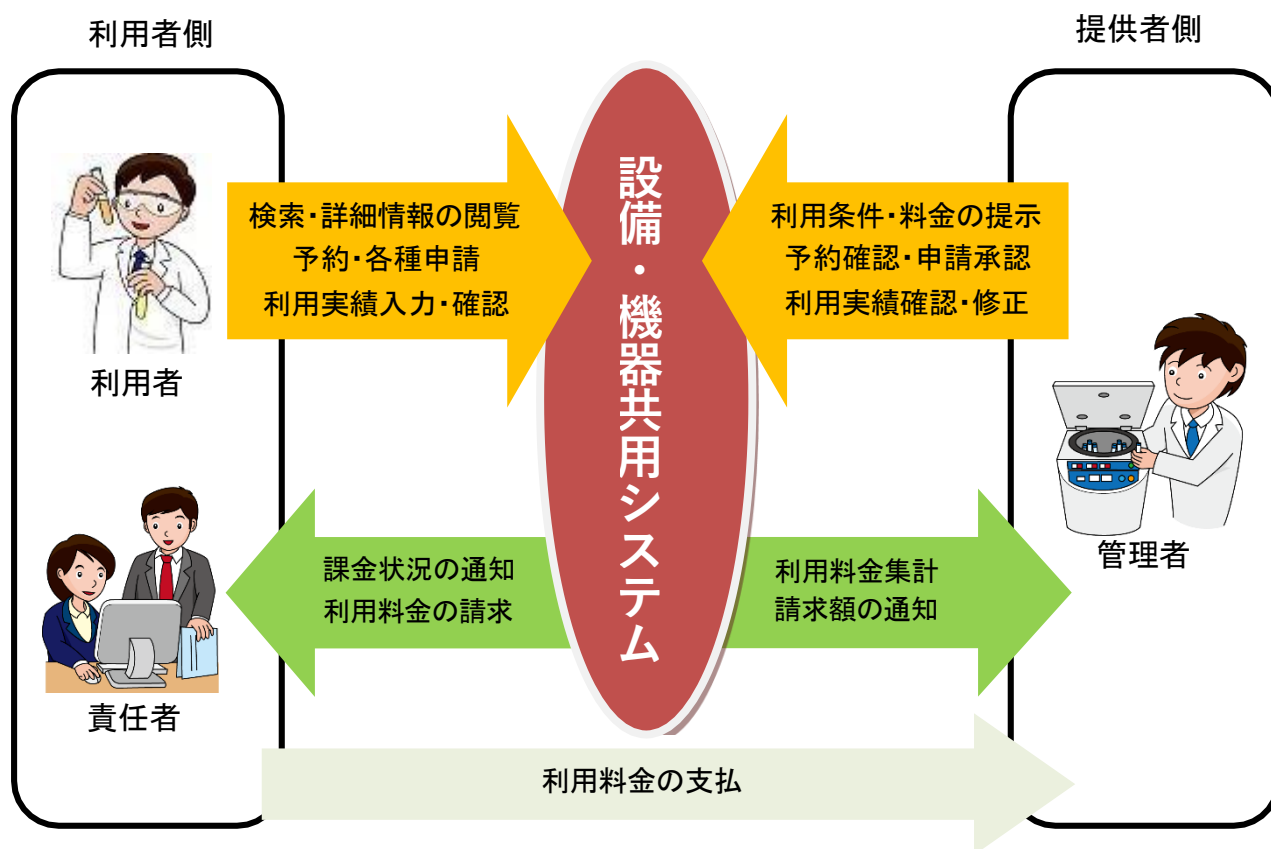 利用者側
提供者側
検索・詳細情報の閲覧
予約・各種申請
利用実績入力・確認
利用者
設備・機器共用システム
利用条件・料金の提示
予約確認・申請承認
利用実績確認・修正
管理者
課金状況の通知
利用料金の請求
責任者
利用料金集計
請求額の通知
利用料金の支払